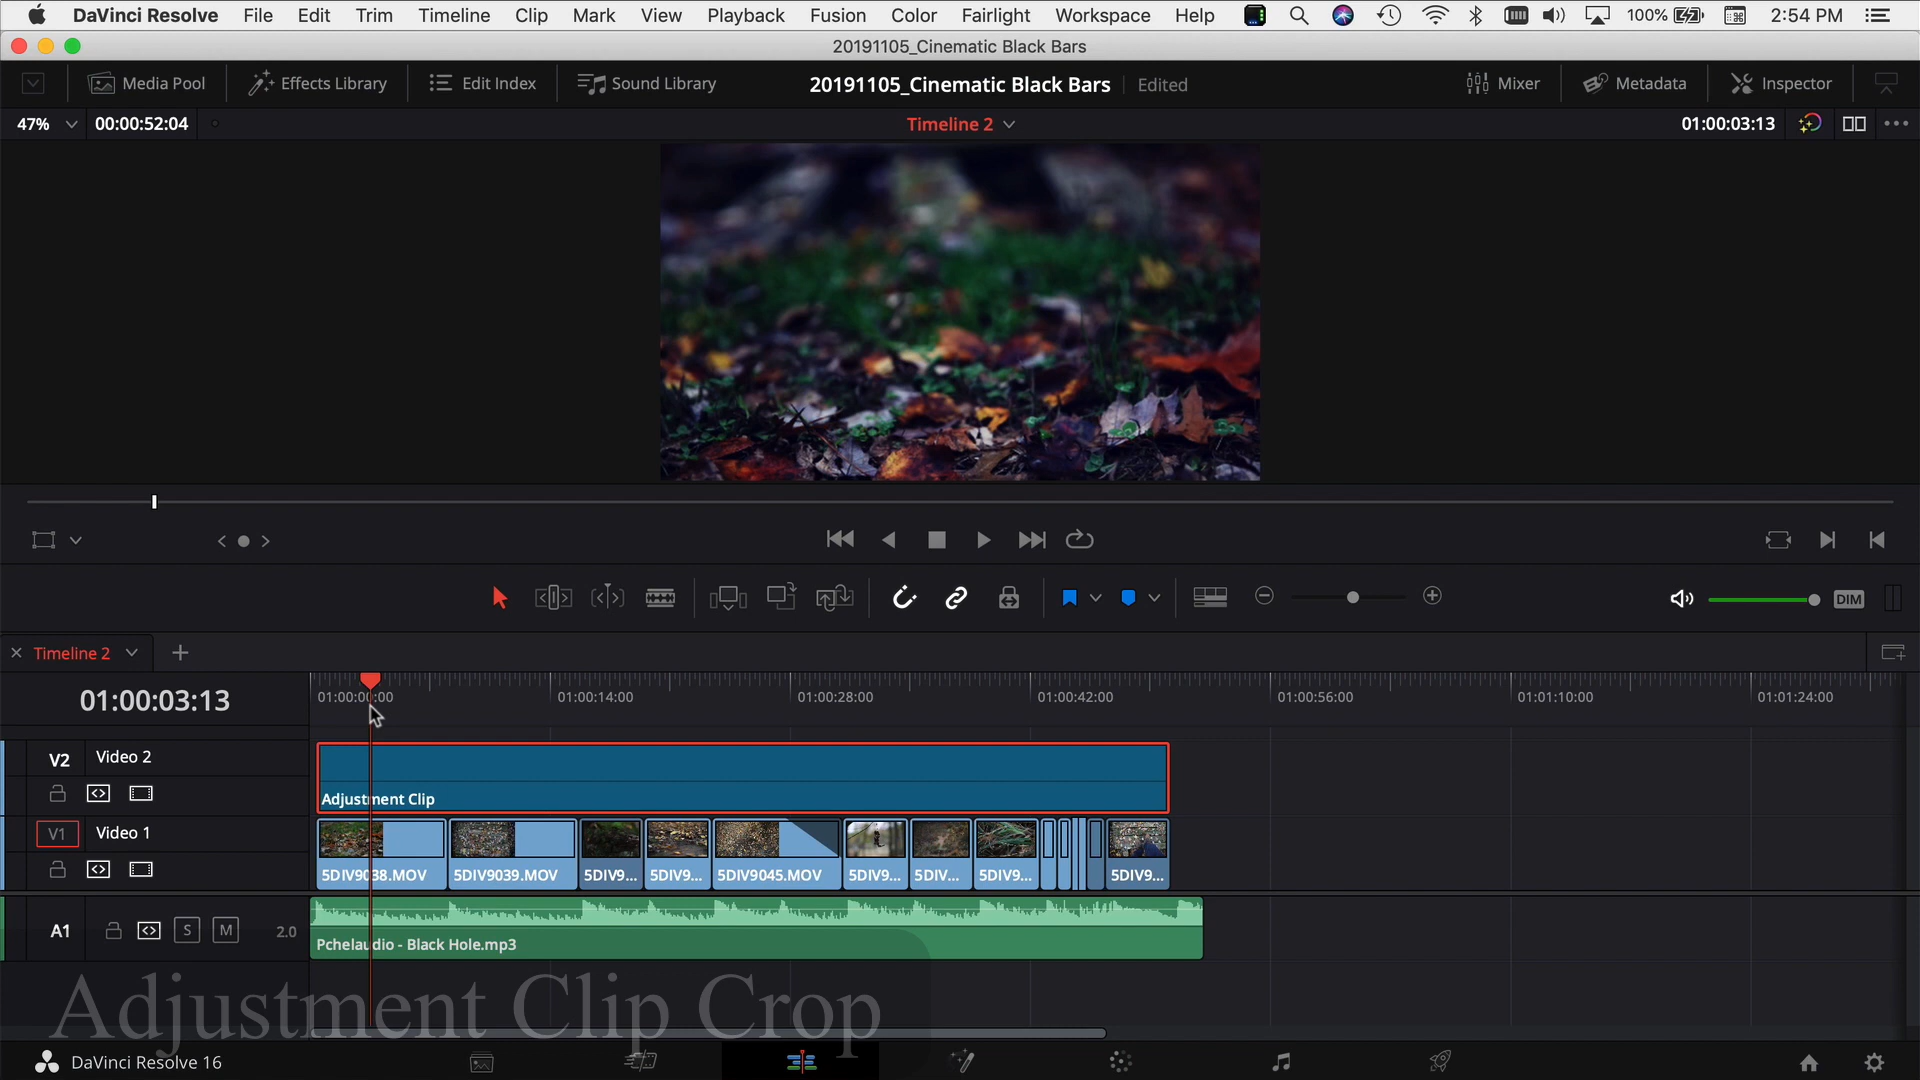 DaVinci Resolve File Edit Trim Timeline Clip Mark View Playback Fusion Color Fairlight Workspace Help 100% 2:54 PM
20191105_Cinematic Black Bars
Media Pool Effects Library Edit Index Sound Library 20191105_Cinematic Black Bars Edited Mixer Metadata Inspector
47% 00:00:52:04 Timeline 2 01:00:03:13
DIM
Timeline 2
01:00:03:13 01:00:00:00 01:00:14:00 01:00:28:00 01:00:42:00 01:00:56:00 01:01:10:00 01:01:24:00
V2 Video 2
Adjustment Clip
V1 Video 1
5DIV9038.MOV 5DIV9039.MOV 5DIV9... 5DIV9... 5DIV9045.MOV 5DIV9... 5DIV... 5DIV9... 5DIV9...
A1 S M 2.0
Pchelaudio - Black Hole.mp3
Adjustment Clip Crop
DaVinci Resolve 16